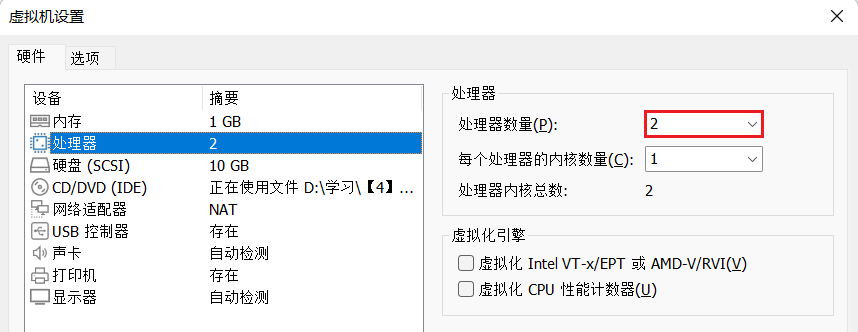 虚拟机设置
硬件 选项
设备 摘要
内存 1 GB
处理器 2
硬盘 (SCSI) 10 GB
CD/DVD (IDE) 正在使用文件 D:\学习\【4】...
网络适配器 NAT
USB 控制器 存在
声卡 自动检测
打印机 存在
显示器 自动检测
处理器
处理器数量(P): 2
每个处理器的内核数量(C): 1
处理器内核总数: 2
虚拟化引擎
虚拟化 Intel VT-x/EPT 或 AMD-V/RVI(V)
虚拟化 CPU 性能计数器(U)